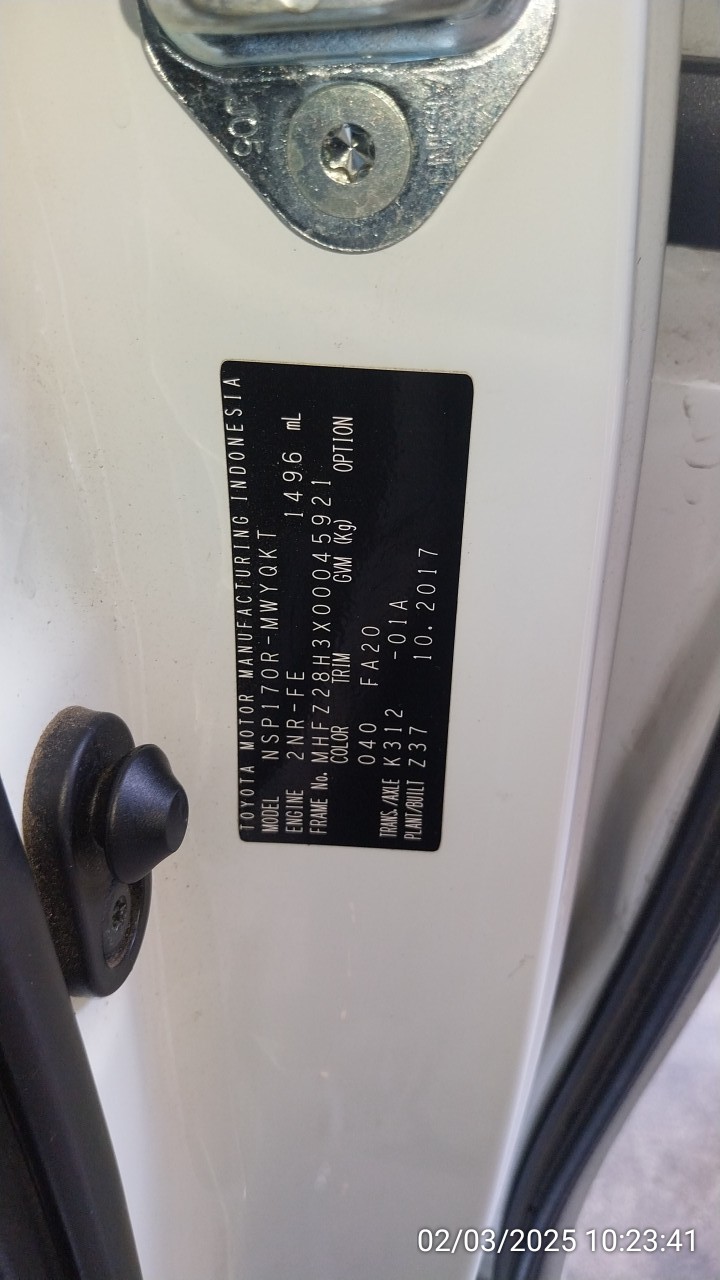 505
TOYOTA MOTOR MANUFACTURING INDONESIA
MODEL NSP170R-MWYQKT
ENGINE 2NR-FE 1496 mL
FRAME No. MHFZ28H3X00045921
COLOR TRIM GVM (Kg) OPTION
040 FA20
TRANS./AXLE K312 -01A
PLANT/BUILT Z37 10.2017
02/03/2025 10:23:41